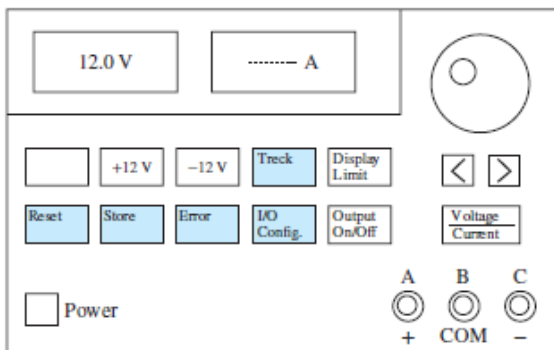 12.0 V
-------- A
+12 V
−12 V
Treck
Display
Limit
Reset
Store
Error
I/O
Config.
Output
On/Off
Voltage
Current
Power
A B C
+ COM −